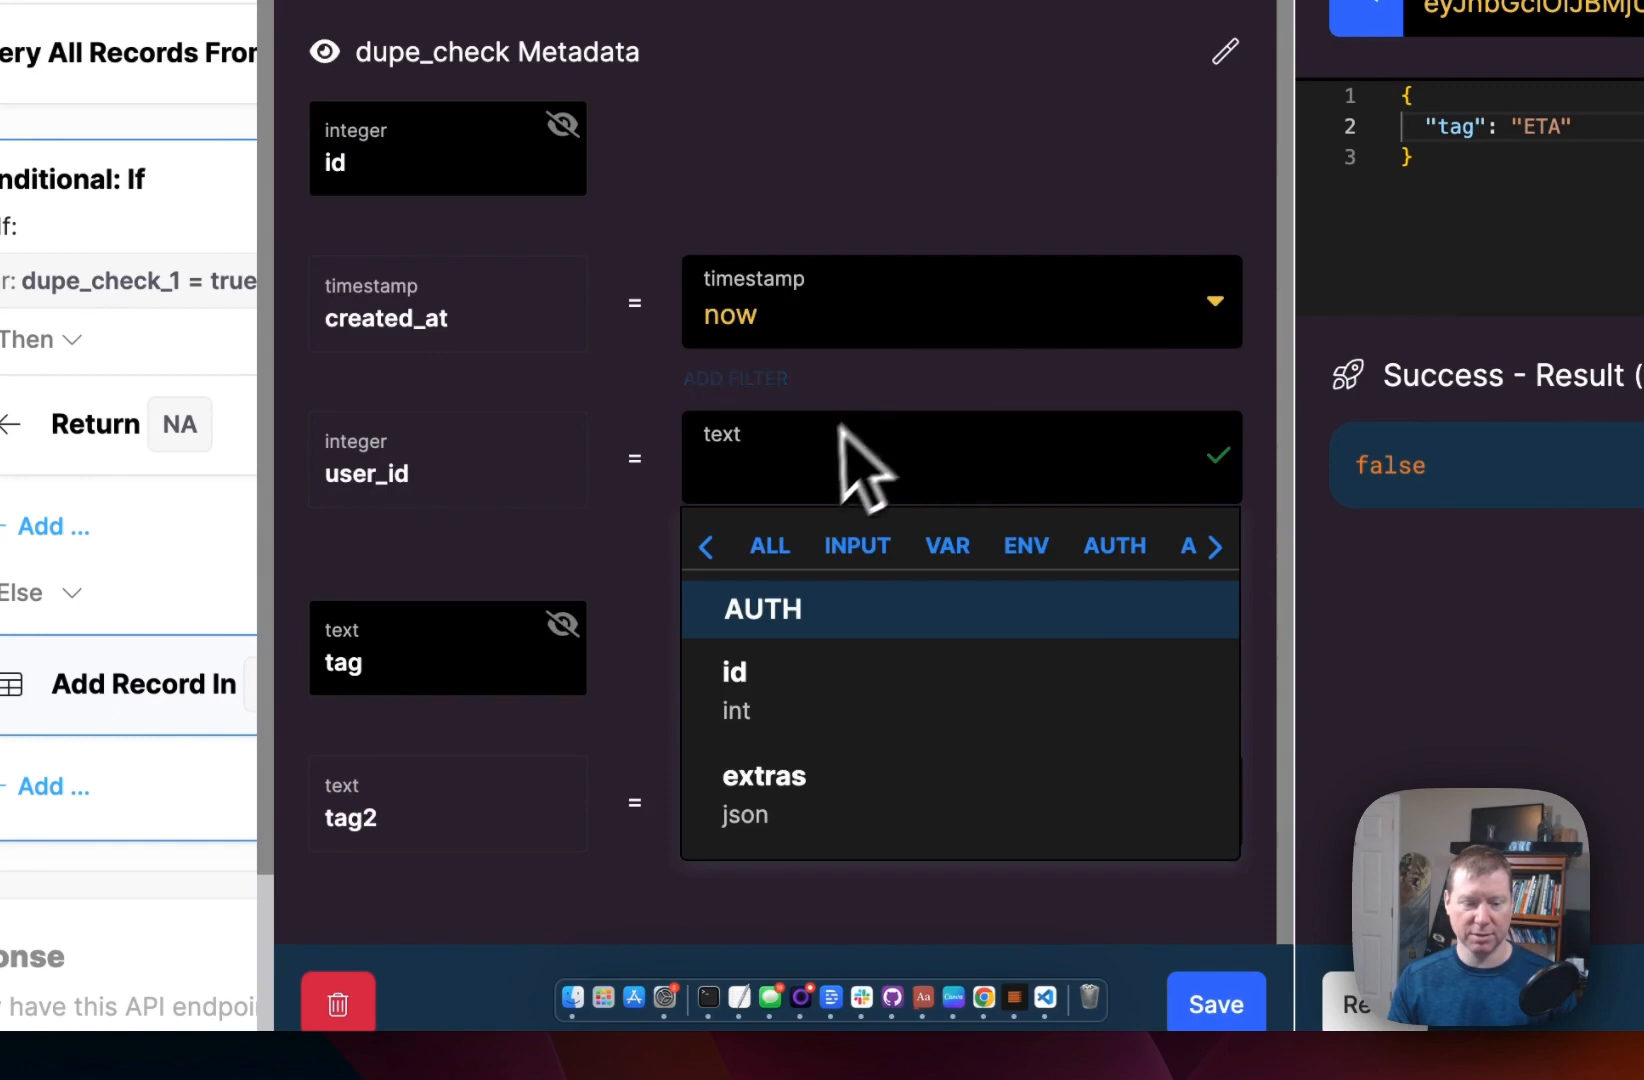 ery All Records From
nditional: If
If:
r: dupe_check_1 = true
Then
Return NA
Add ...
Else
Add Record In
Add ...
onse
have this API endpoi
dupe_check Metadata
integer
id
timestamp
created_at
=
timestamp
now
ADD FILTER
integer
user_id
=
text
ALL INPUT VAR ENV AUTH A
AUTH
id
int
extras
json
text
tag
text
tag2
=
Save
1 {
2 "tag": "ETA"
3 }
Success - Result (
false
Re